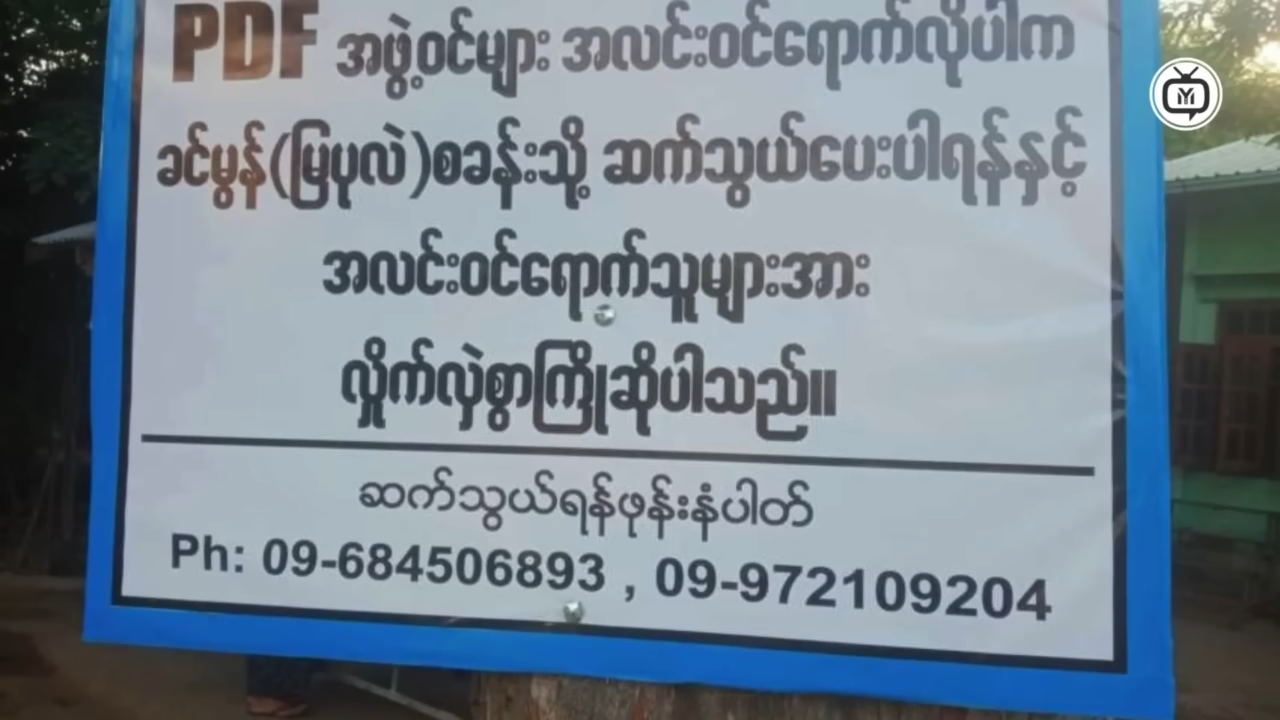 PDF အဖွဲ့ဝင်များ အလင်းဝင်ရောက်လိုပါက
ခင်မွန်(မြပုလဲ)စခန်းသို့ ဆက်သွယ်ပေးပါရန်နှင့်
အလင်းဝင်ရောက်သူများအား
လှိုက်လှဲစွာကြိုဆိုပါသည်။
ဆက်သွယ်ရန်ဖုန်းနံပါတ်
Ph: 09-684506893 , 09-972109204